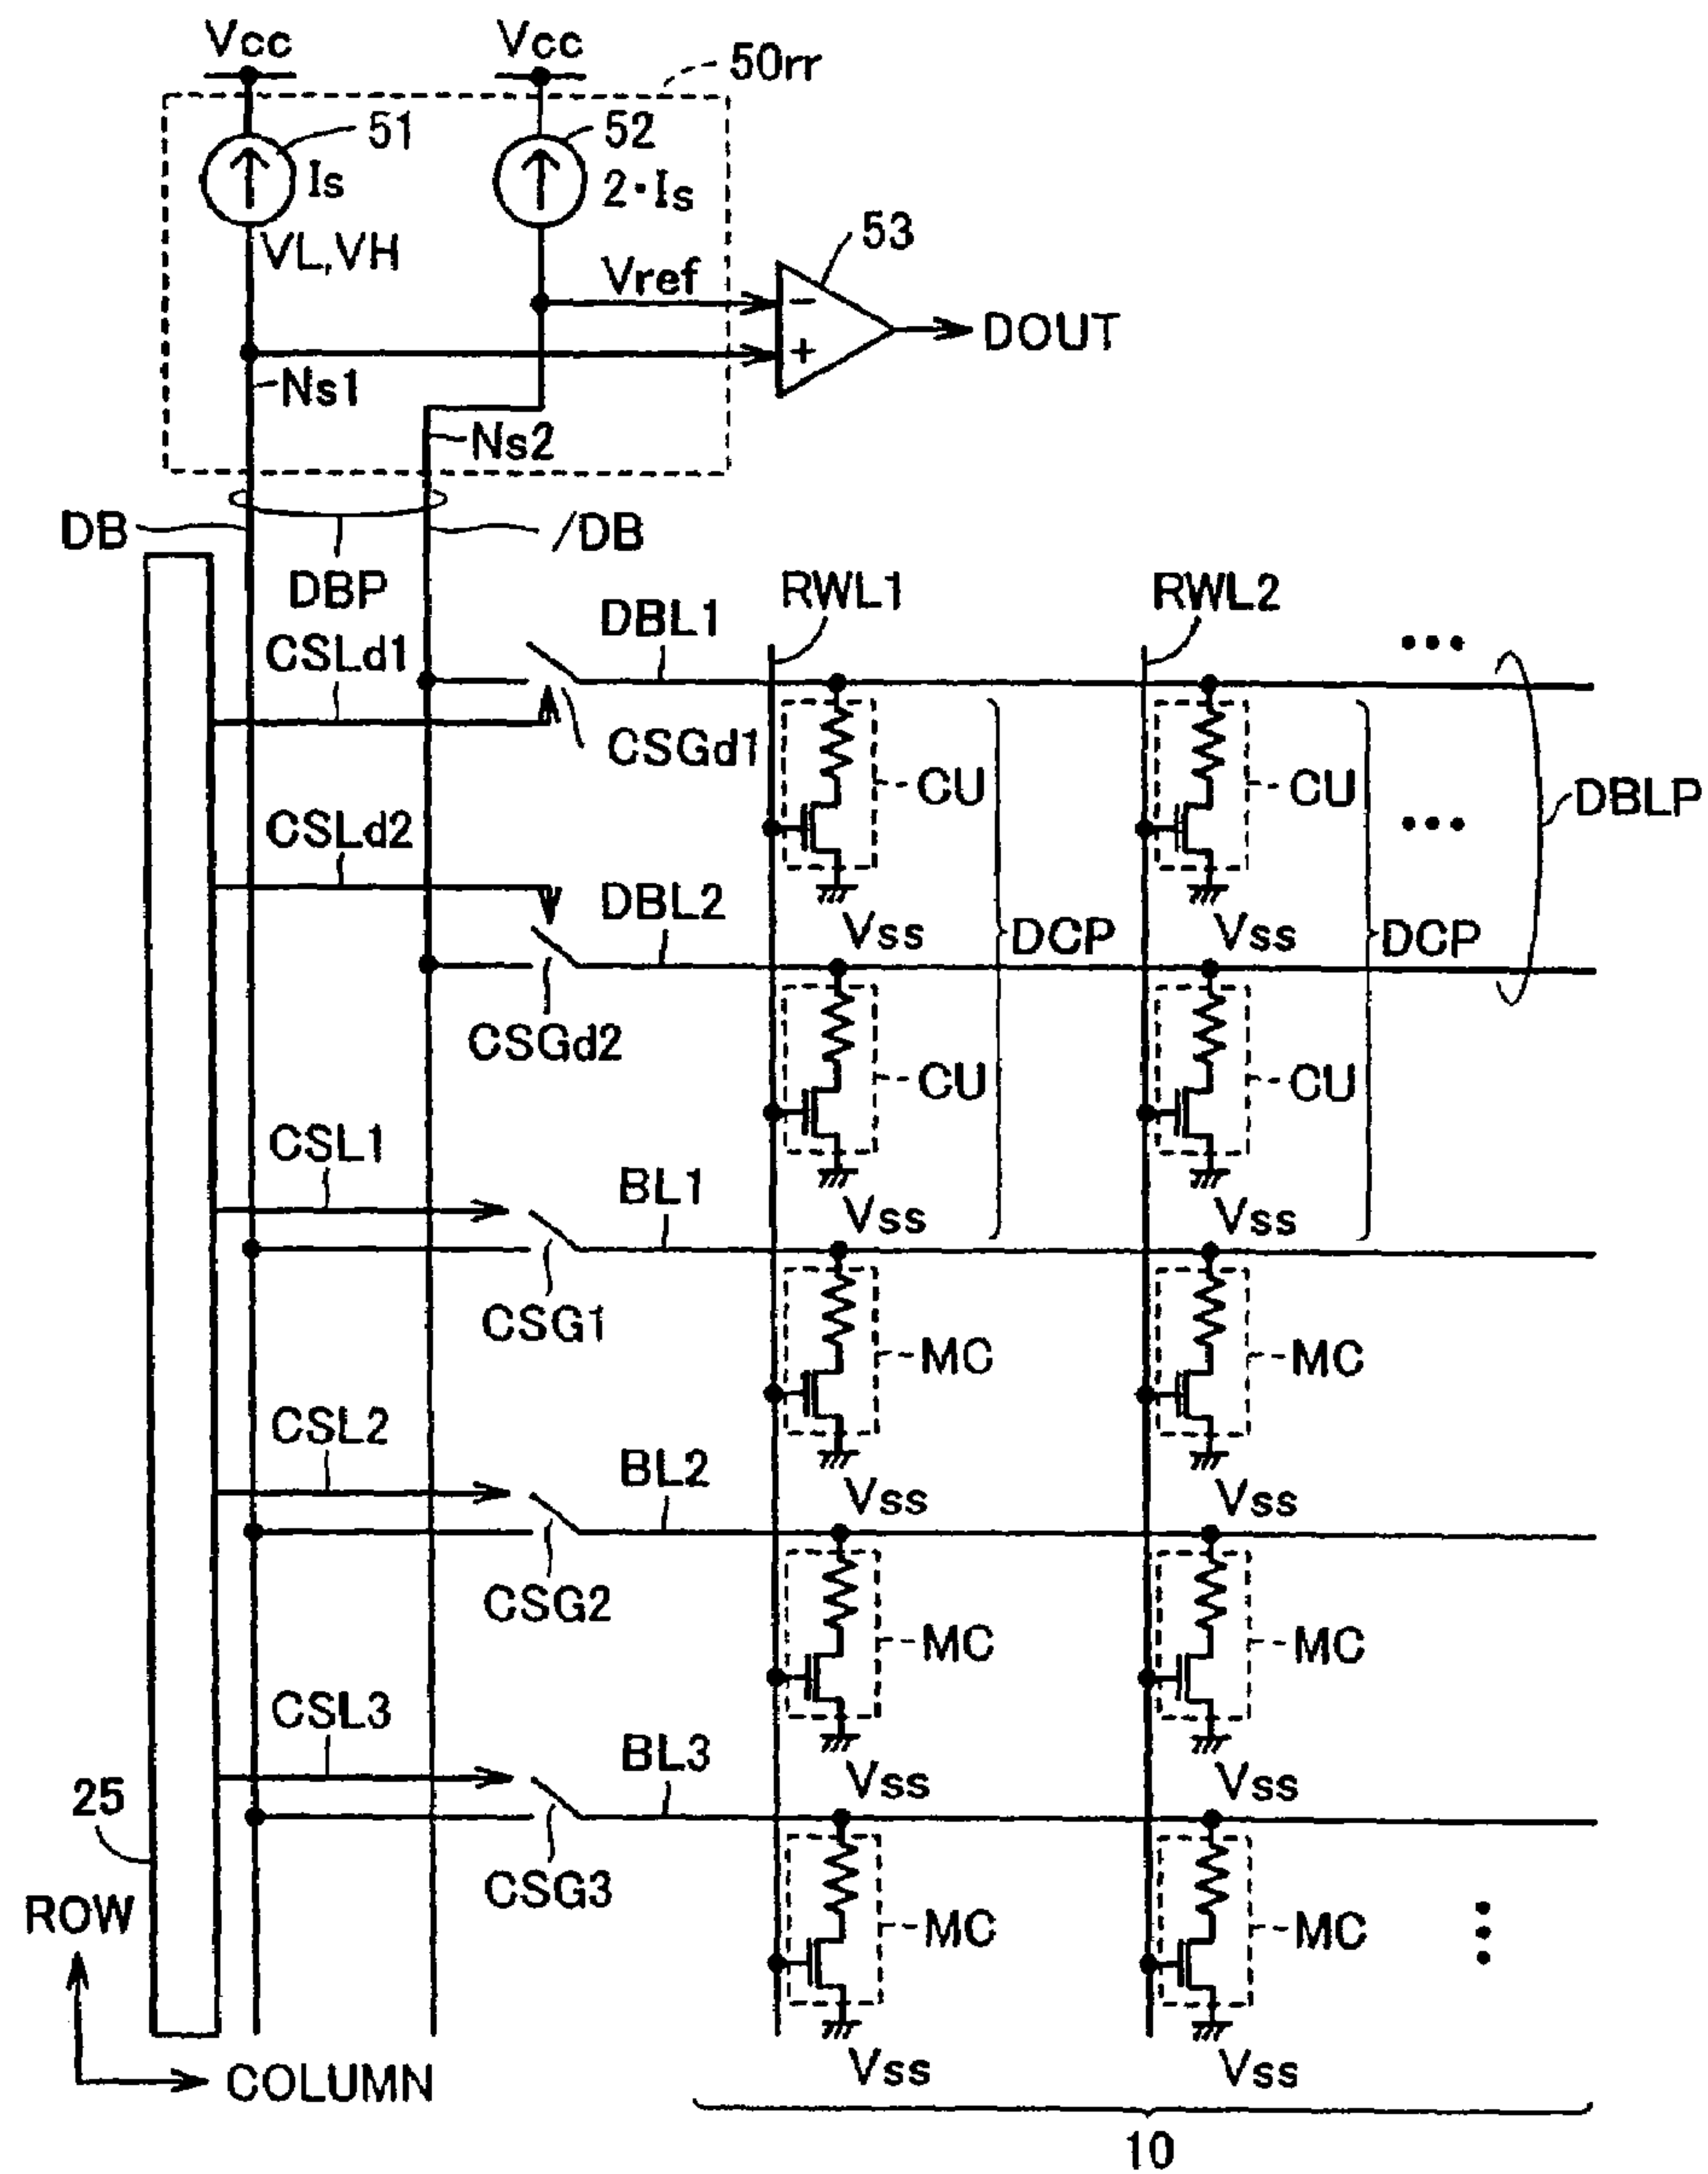 Vcc Vcc
50rr
51 52
Is 2·Is
VL,VH
53
Vref
−
+
DOUT
Ns1
Ns2
DB /DB
DBP
RWL1 RWL2
DBL1
•••
CSLd1
CSGd1
CU CU
DBLP
•••
CSLd2
DBL2
Vss Vss
DCP DCP
CSGd2
CU CU
CSL1
BL1
Vss Vss
CSG1
MC MC
CSL2
BL2
Vss Vss
CSG2
MC MC
CSL3
BL3
Vss Vss
25
CSG3
ROW
MC MC
Vss Vss
COLUMN
10